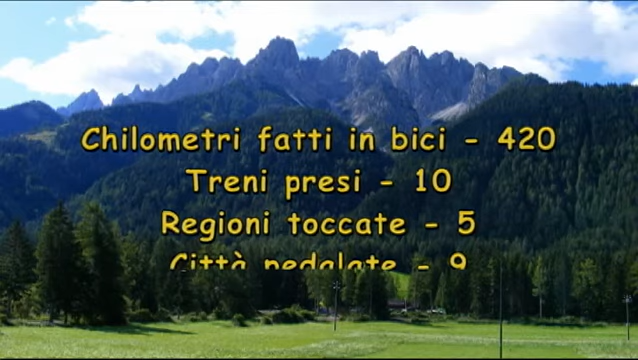 Chilometri fatti in bici - 420
Treni presi - 10
Regioni toccate - 5
Città pedalate - 9